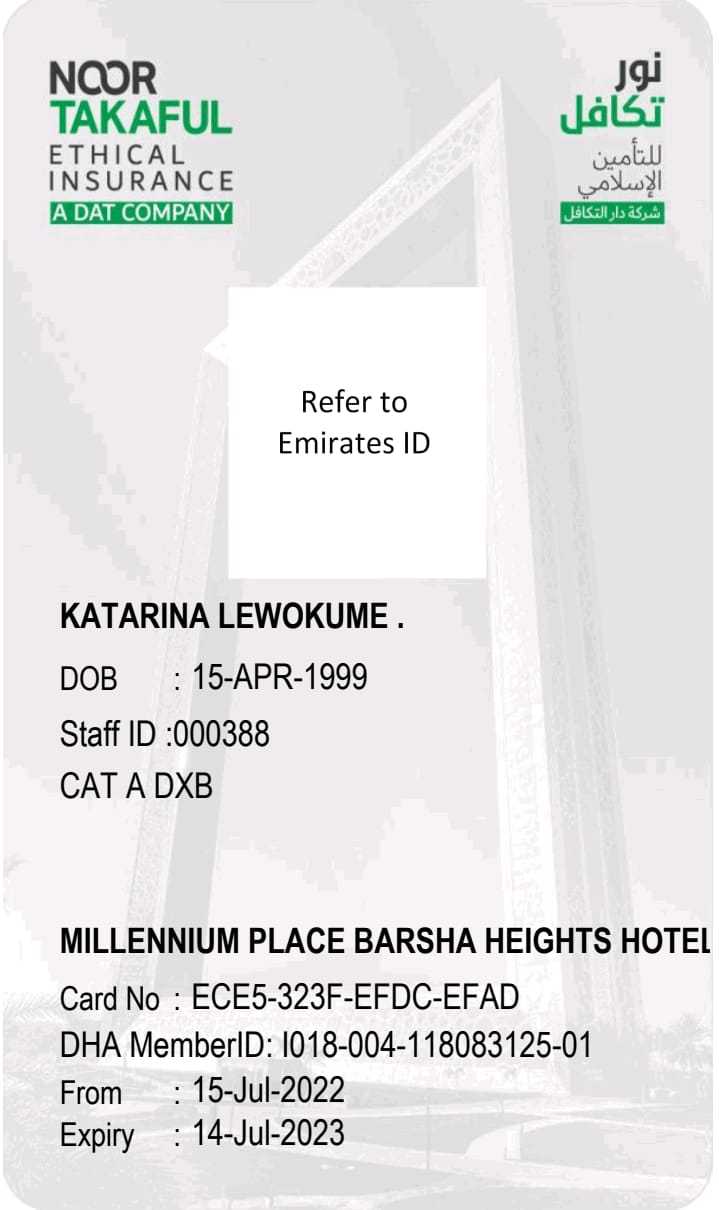 NOOR
TAKAFUL
ETHICAL
INSURANCE
A DAT COMPANY
نور
تكافل
للتأمين
الإسلامي
شركة دار التكافل
Refer to
Emirates ID
KATARINA LEWOKUME .
DOB : 15-APR-1999
Staff ID :000388
CAT A DXB
MILLENNIUM PLACE BARSHA HEIGHTS HOTEL
Card No : ECE5-323F-EFDC-EFAD
DHA MemberID: I018-004-118083125-01
From : 15-Jul-2022
Expiry : 14-Jul-2023